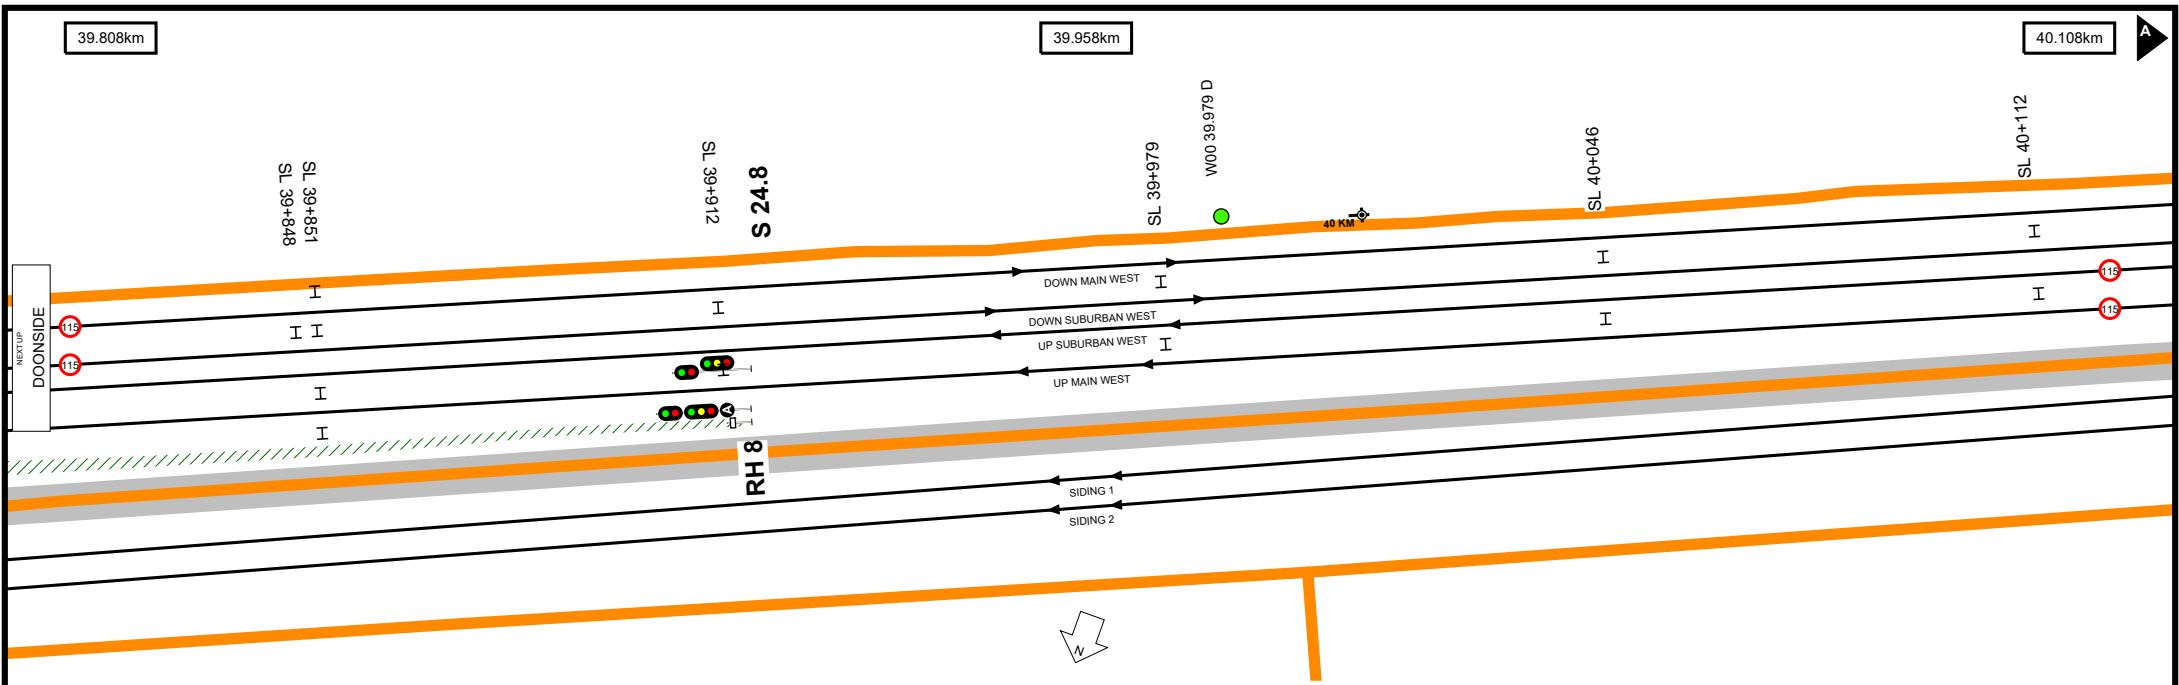 39.808km
39.958km
40.108km
A
SL 39+848
SL 39+851
SL 39+912
S 24.8
SL 39+979
W00 39.979 D
40 KM
SL 40+046
SL 40+112
NEXT UP
DOONSIDE
115
115
DOWN MAIN WEST
DOWN SUBURBAN WEST
UP SUBURBAN WEST
UP MAIN WEST
115
115
A
RH 8
SIDING 1
SIDING 2
N